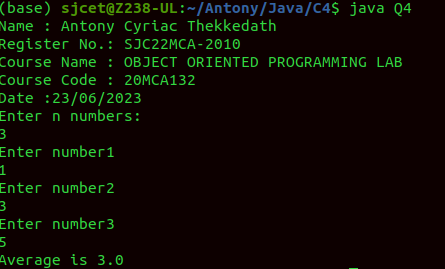 (base) sjcet@Z238-UL:~/Antony/Java/C4$ java Q4
Name : Antony Cyriac Thekkedath
Register No.: SJC22MCA-2010
Course Name : OBJECT ORIENTED PROGRAMMING LAB
Course Code : 20MCA132
Date :23/06/2023
Enter n numbers:
3
Enter number1
1
Enter number2
3
Enter number3
5
Average is 3.0